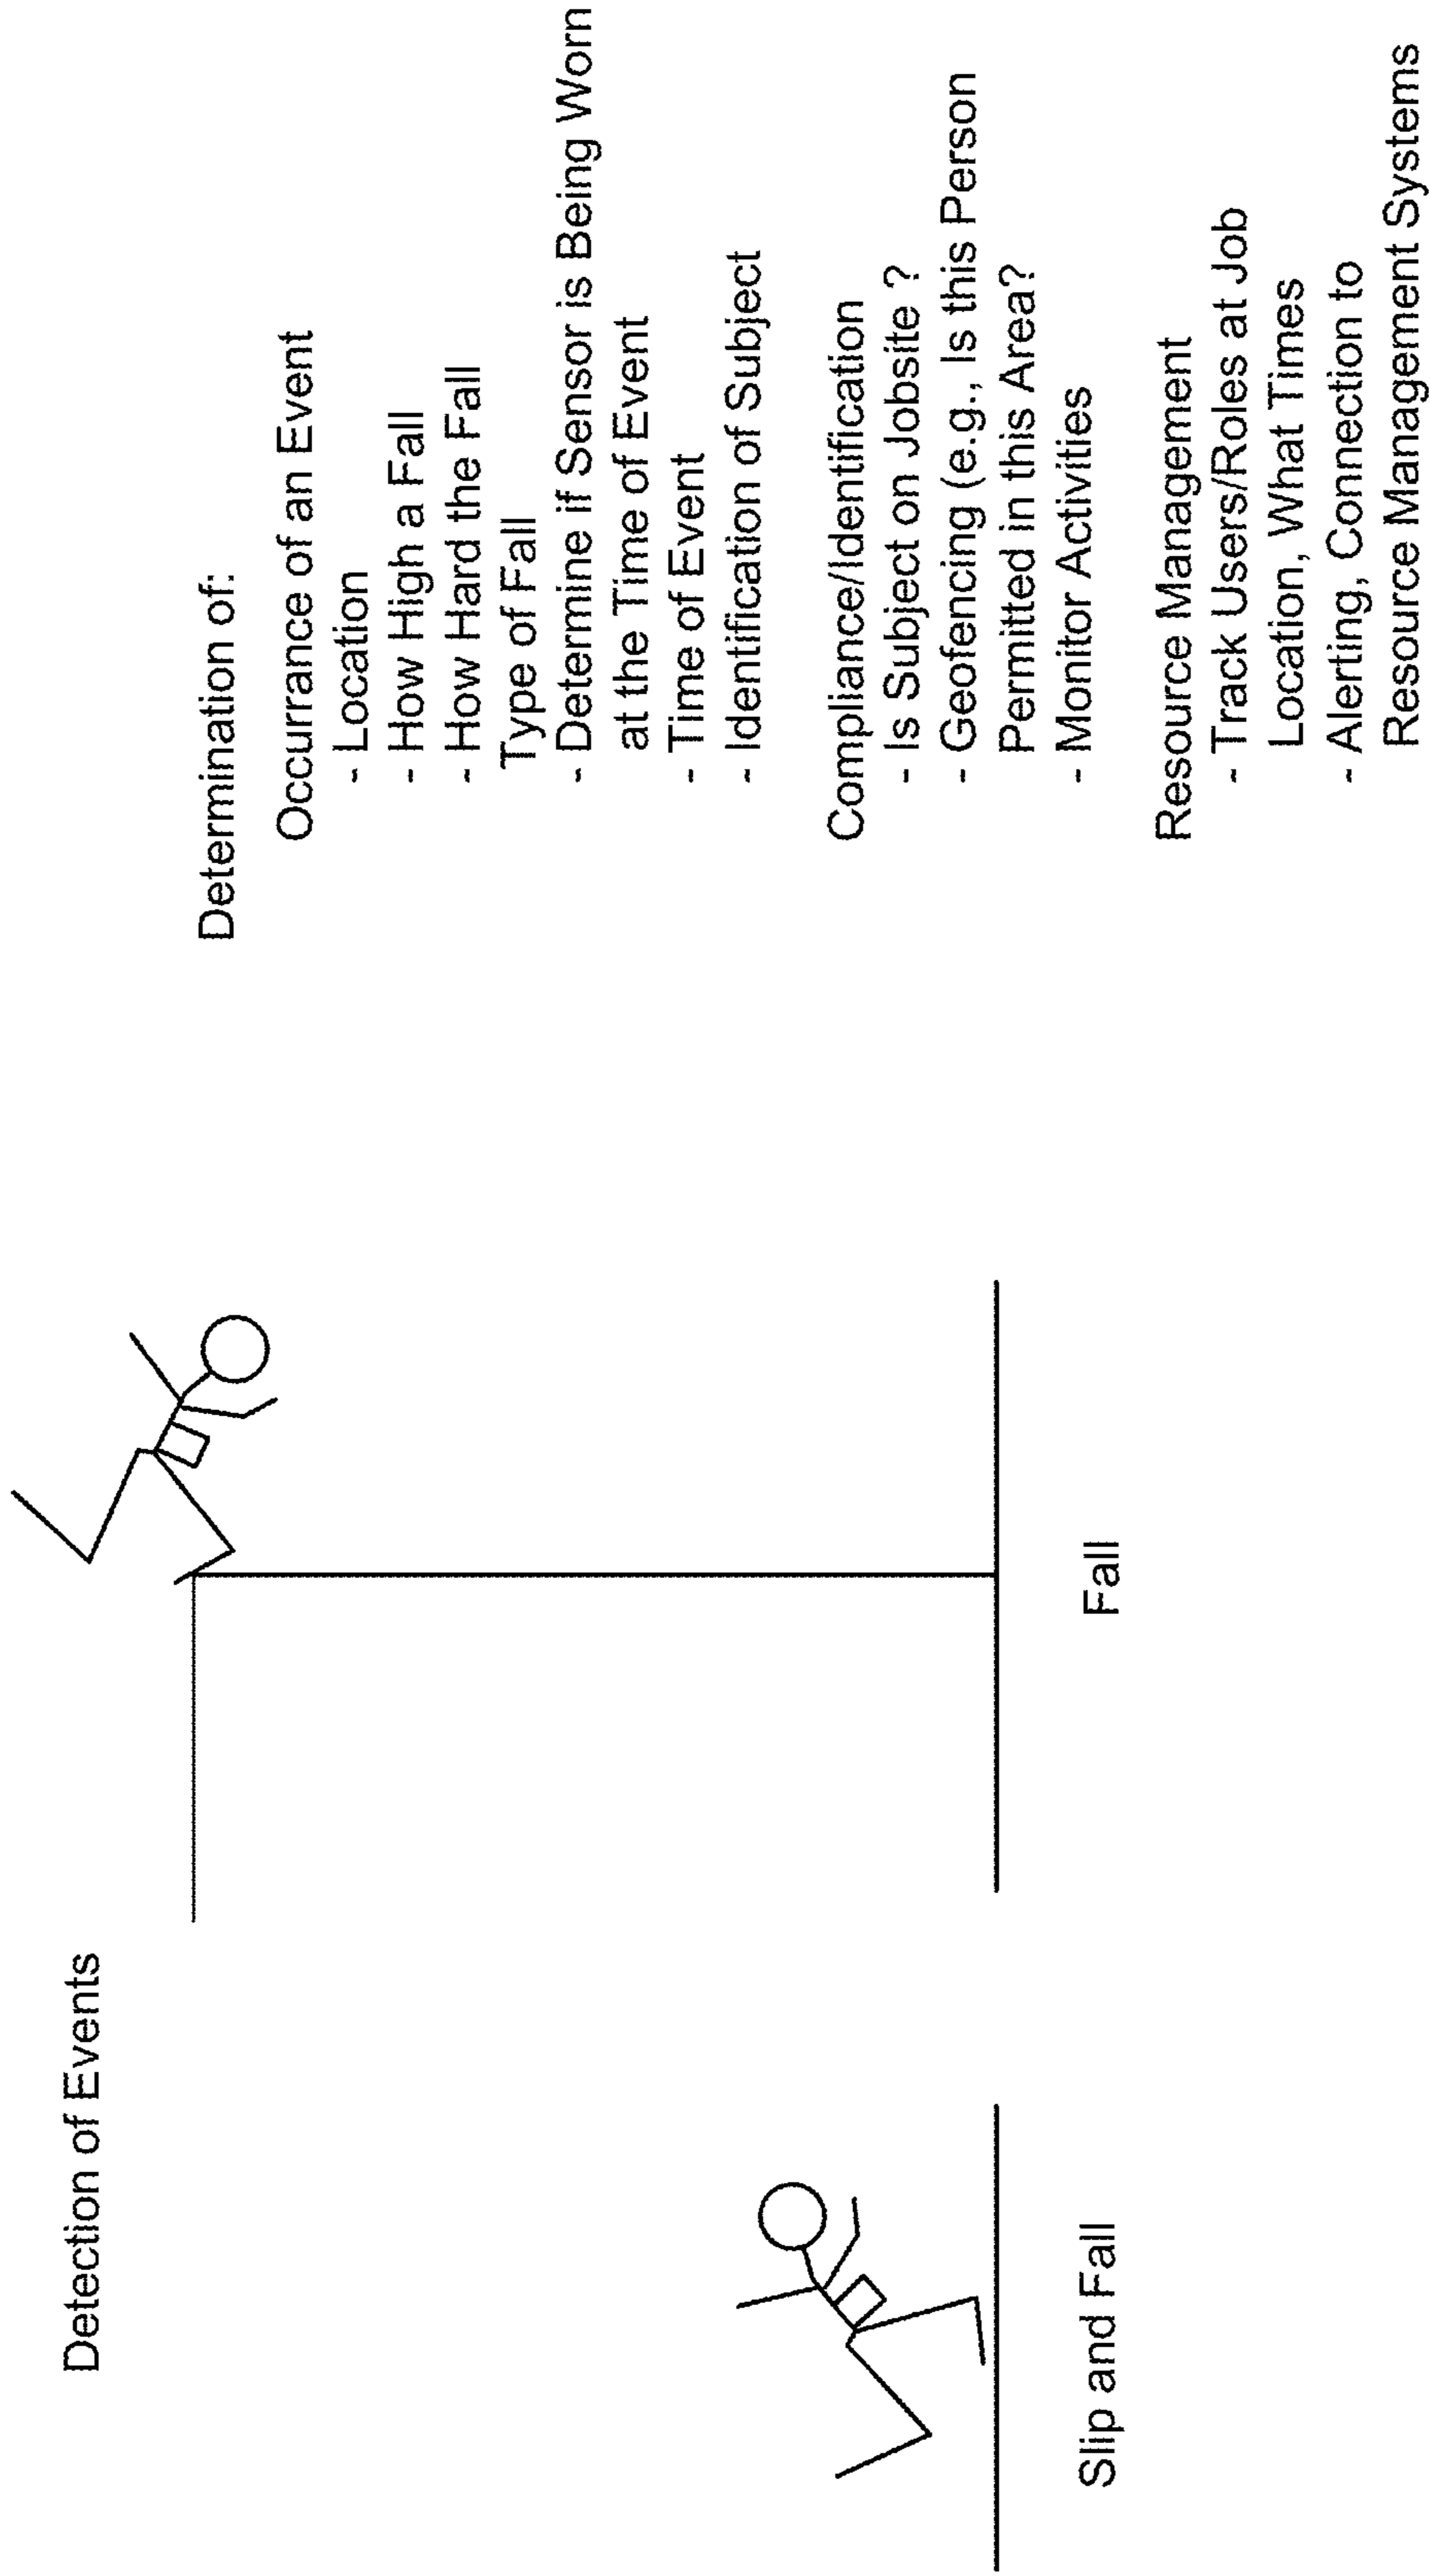 Detection of Events
Slip and Fall
Fall
Determination of:
Occurrance of an Event
- Location
- How High a Fall
- How Hard the Fall
Type of Fall
- Determine if Sensor is Being Worn
at the Time of Event
- Time of Event
- Identification of Subject
Compliance/Identification
- Is Subject on Jobsite ?
- Geofencing (e.g., Is this Person
Permitted in this Area?
- Monitor Activities
Resource Management
- Track Users/Roles at Job
Location, What Times
- Alerting, Connection to
Resource Management Systems